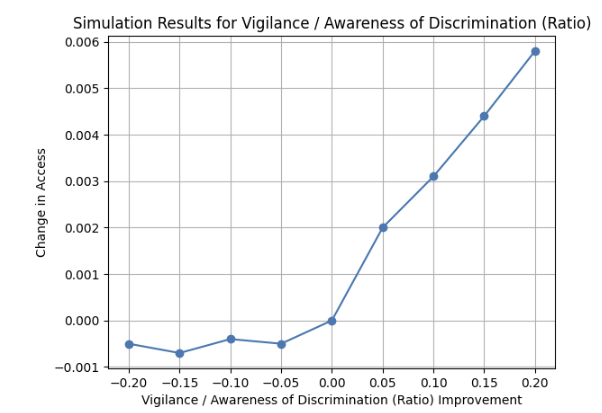 Simulation Results for Vigilance / Awareness of Discrimination (Ratio)
0.006
0.005
0.004
0.003
0.002
0.001
0.000
−0.001
Change in Access
−0.20 −0.15 −0.10 −0.05 0.00 0.05 0.10 0.15 0.20
Vigilance / Awareness of Discrimination (Ratio) Improvement